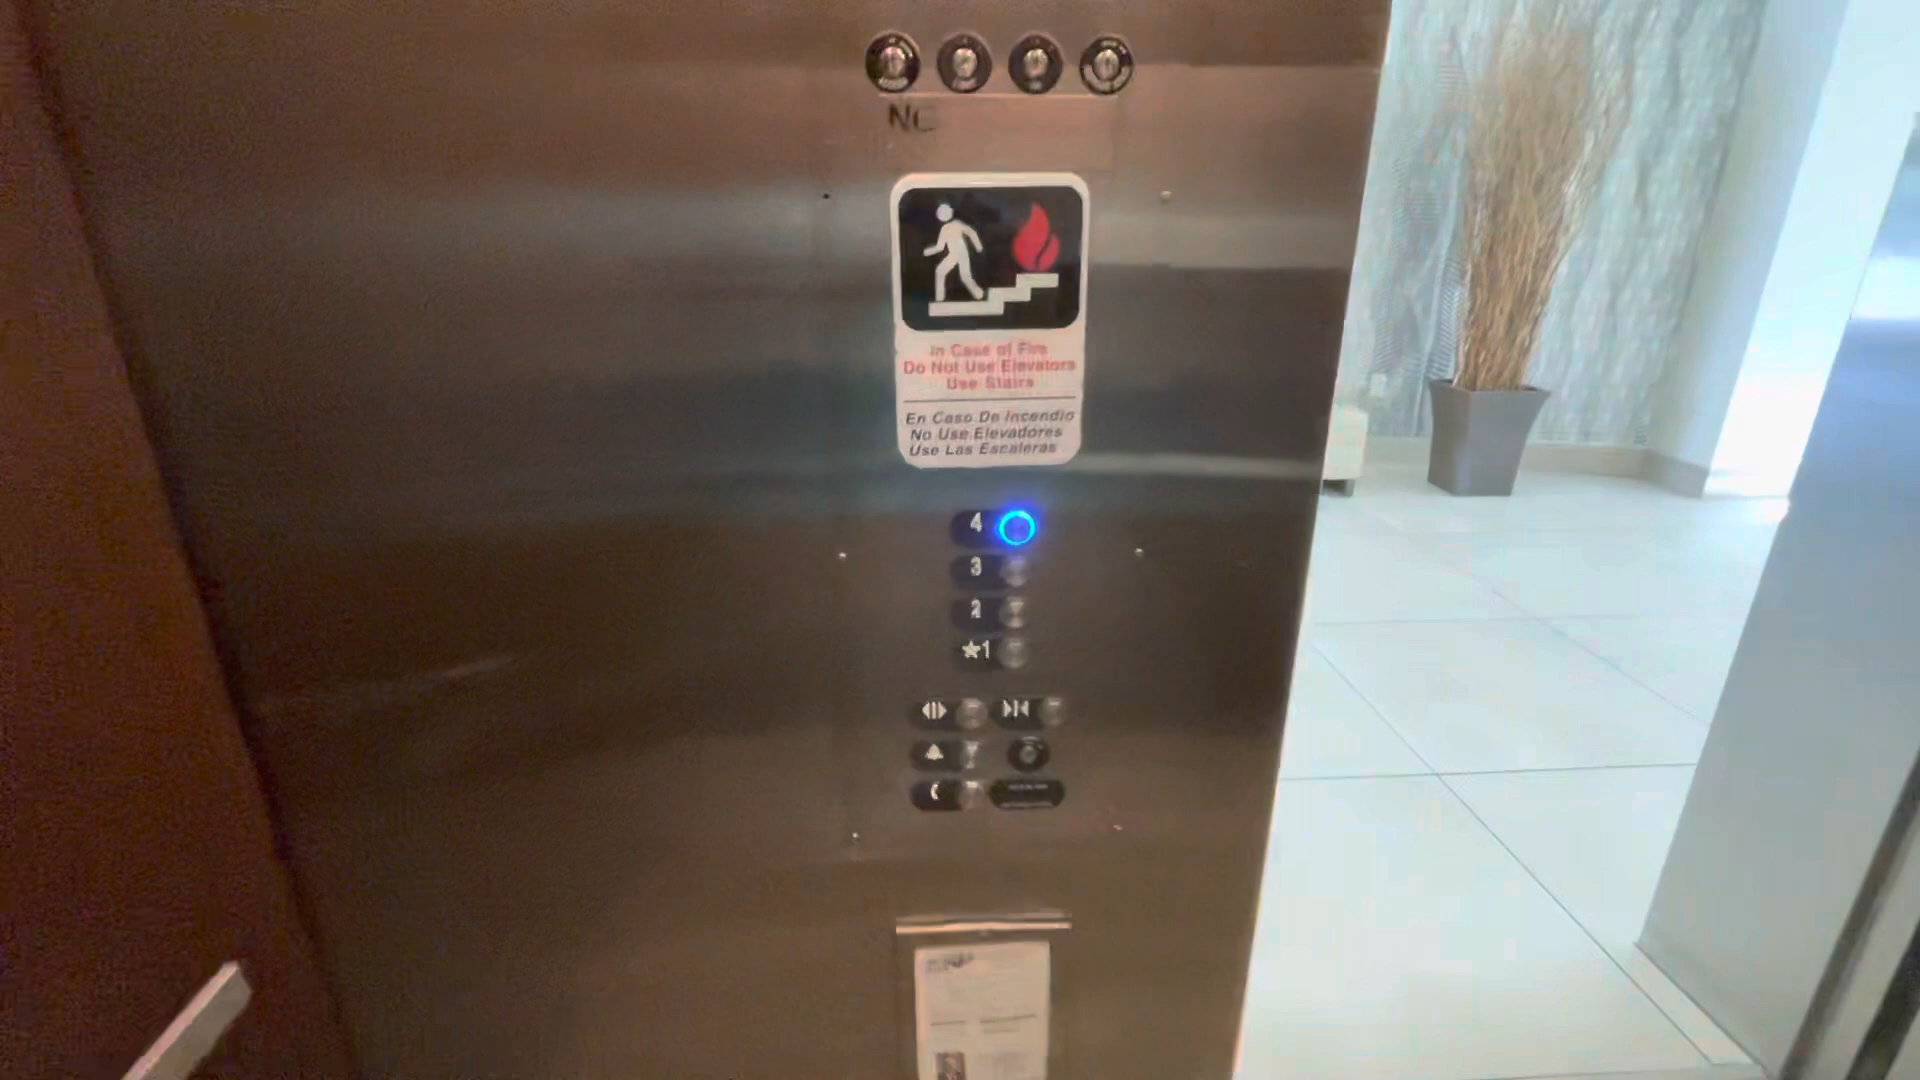 NC
In Case of Fire
Do Not Use Elevators
Use Stairs
En Caso De Incendio
No Use Elevadores
Use Las Escaleras
4
3
2
★1